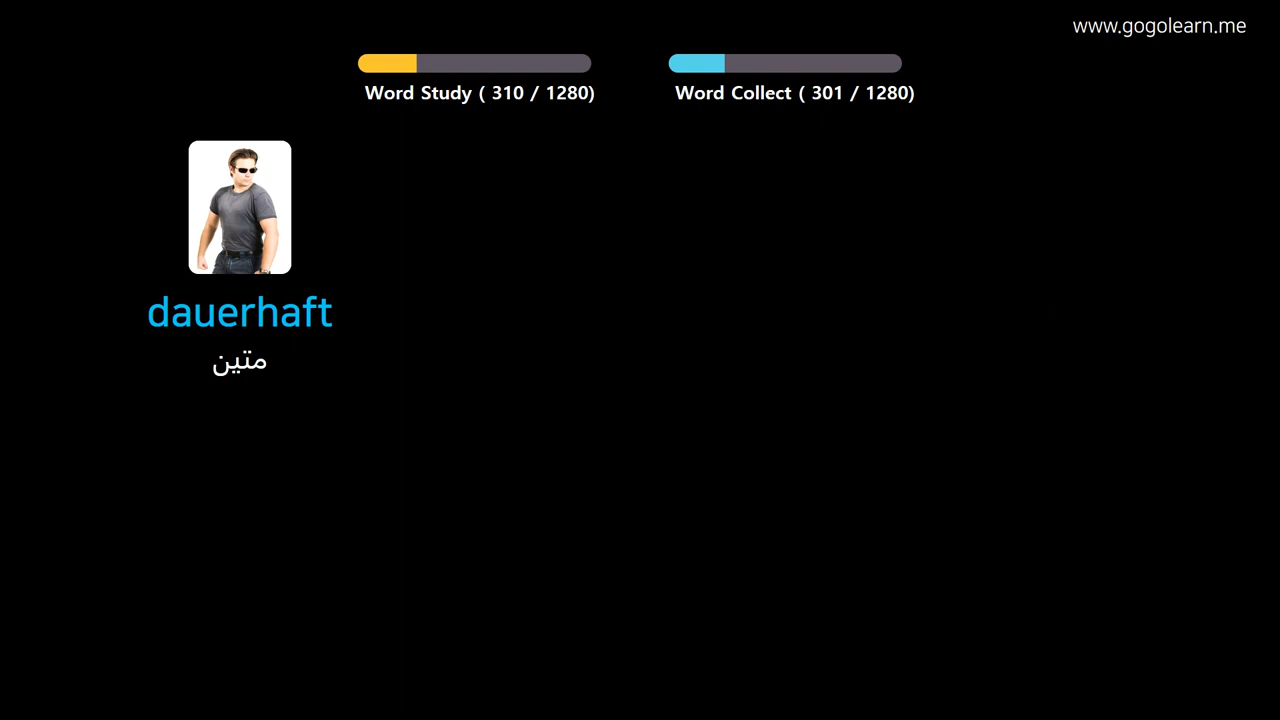 www.gogolearn.me
Word Study ( 310 / 1280)
Word Collect ( 301 / 1280)
dauerhaft
متين